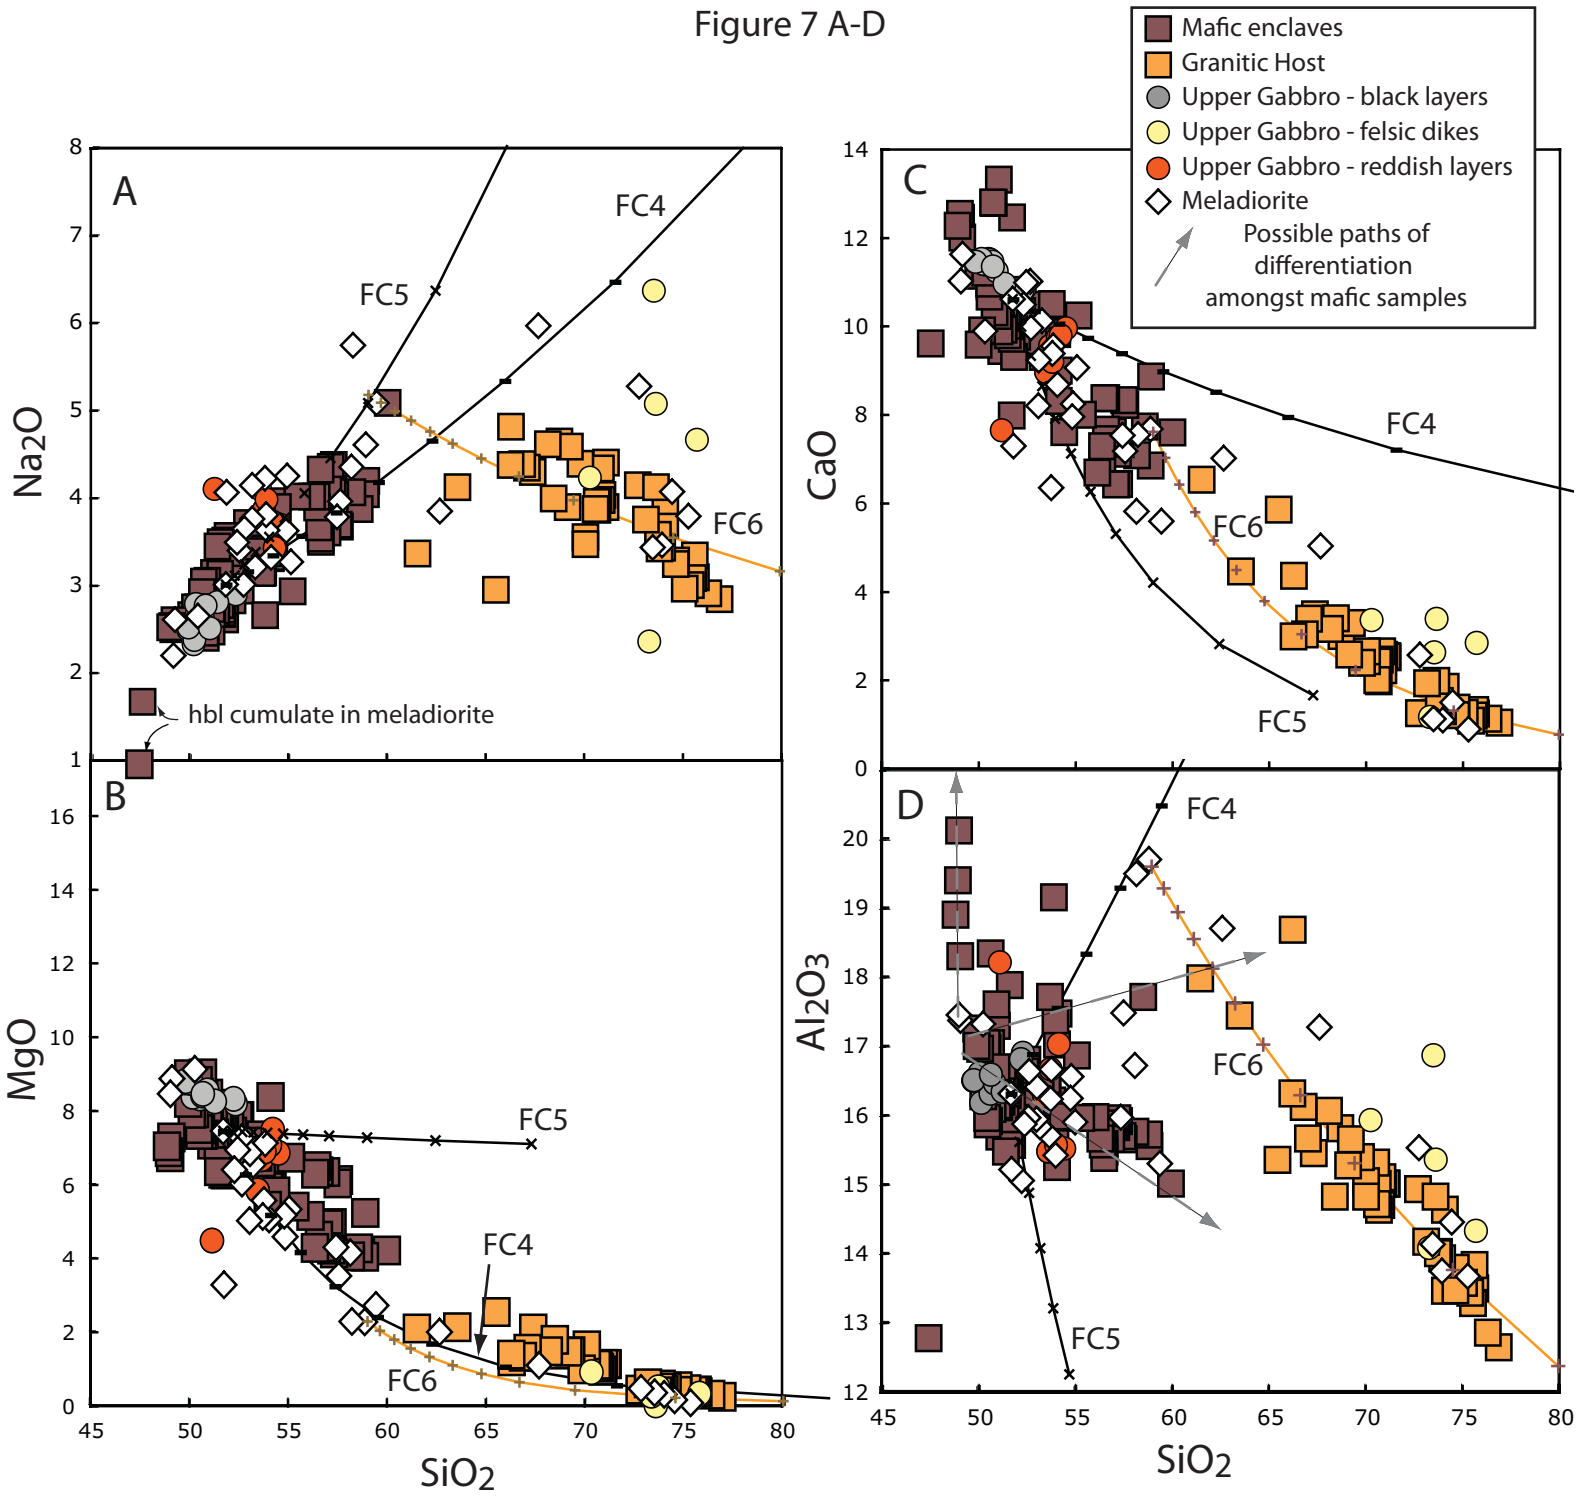 Figure 7 A-D
Mafic enclaves
Granitic Host
Upper Gabbro - black layers
Upper Gabbro - felsic dikes
Upper Gabbro - reddish layers
Meladiorite
Possible paths of
differentiation
amongst mafic samples
A
Na2O
8
7
6
5
4
3
2
1
FC5
FC4
FC6
hbl cumulate in meladiorite
C
CaO
14
12
10
8
6
4
2
0
FC4
FC6
FC5
B
MgO
16
14
12
10
8
6
4
2
0
FC5
FC4
FC6
45 50 55 60 65 70 75 80
SiO2
D
Al2O3
20
19
18
17
16
15
14
13
12
FC4
FC6
FC5
45 50 55 60 65 70 75 80
SiO2